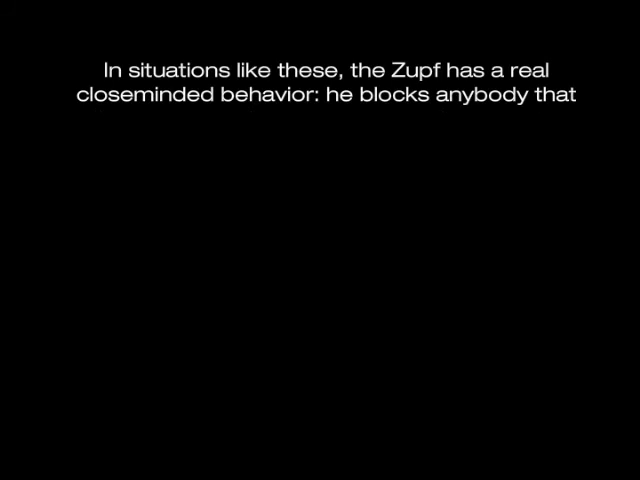 In situations like these, the Zupf has a real
closeminded behavior: he blocks anybody that